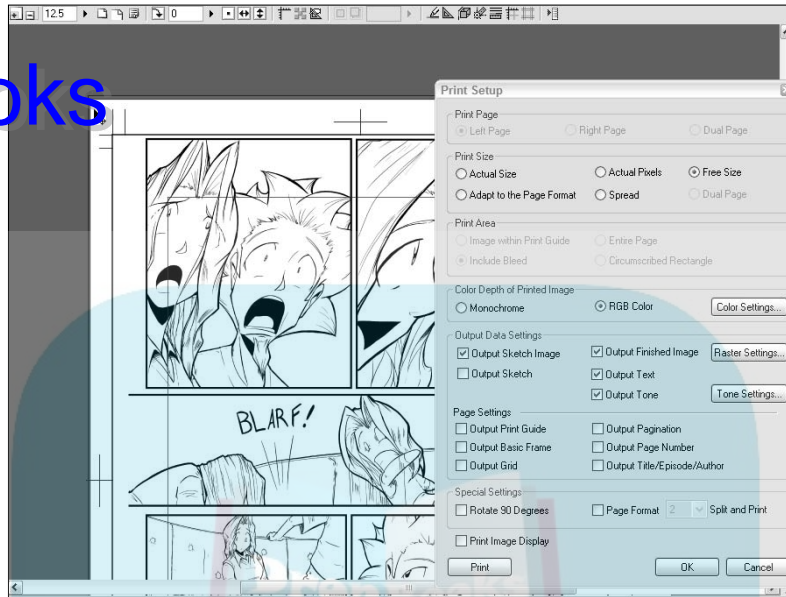 12.5 0
oks
Print Setup
Print Page
Left Page Right Page Dual Page
Print Size
Actual Size Actual Pixels Free Size
Adapt to the Page Format Spread Dual Page
Print Area
Image within Print Guide Entire Page
Include Bleed Circumscribed Rectangle
Color Depth of Printed Image
Monochrome RGB Color Color Settings...
Output Data Settings
Output Sketch Image Output Finished Image Raster Settings...
Output Sketch Output Text
Output Tone Tone Settings...
Page Settings
Output Print Guide Output Pagination
Output Basic Frame Output Page Number
Output Grid Output Title/Episode/Author
Special Settings
Rotate 90 Degrees Page Format 2 Split and Print
Print Image Display
Print OK Cancel
BLARF!